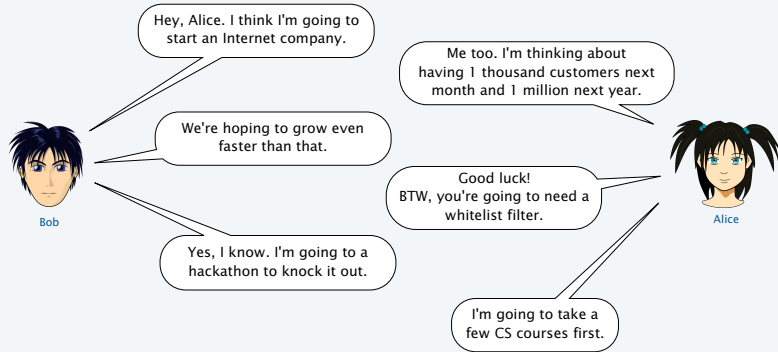 Hey, Alice. I think I'm going to
start an Internet company.
Me too. I'm thinking about
having 1 thousand customers next
month and 1 million next year.
We're hoping to grow even
faster than that.
Good luck!
BTW, you're going to need a
whitelist filter.
Bob
Alice
Yes, I know. I'm going to a
hackathon to knock it out.
I'm going to take a
few CS courses first.